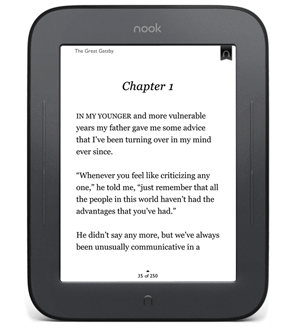 nook
The Great Gatsby
Chapter 1
IN MY YOUNGER and more vulnerable
years my father gave me some advice
that I've been turning over in my mind
ever since.
“Whenever you feel like criticizing any
one,” he told me, “just remember that all
the people in this world haven't had the
advantages that you've had.”
He didn't say any more, but we've always
been unusually communicative in a
35 of 250